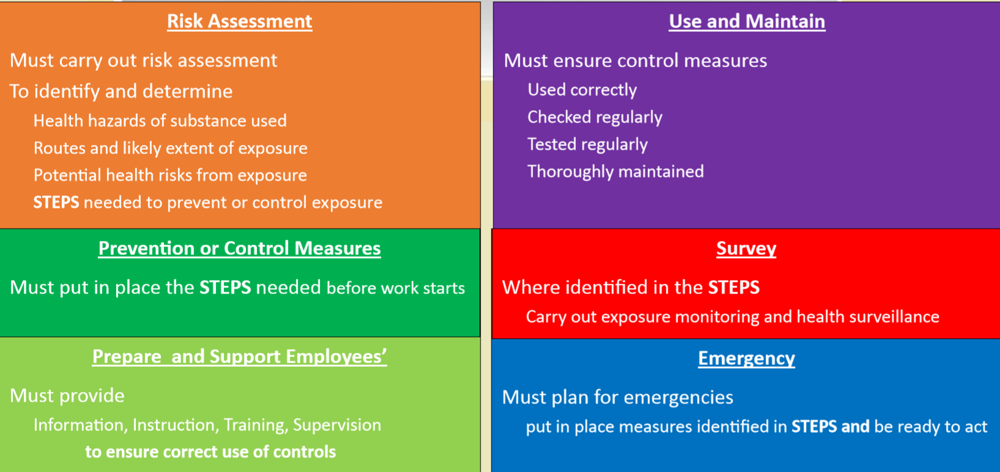 Risk Assessment
Must carry out risk assessment
To identify and determine
Health hazards of substance used
Routes and likely extent of exposure
Potential health risks from exposure
STEPS needed to prevent or control exposure
Prevention or Control Measures
Must put in place the STEPS needed before work starts
Prepare  and Support Employees’
Must provide
Information, Instruction, Training, Supervision
to ensure correct use of controls
Use and Maintain
Must ensure control measures
Used correctly
Checked regularly
Tested regularly
Thoroughly maintained
Survey
Where identified in the STEPS
Carry out exposure monitoring and health surveillance
Emergency
Must plan for emergencies
put in place measures identified in STEPS and be ready to act